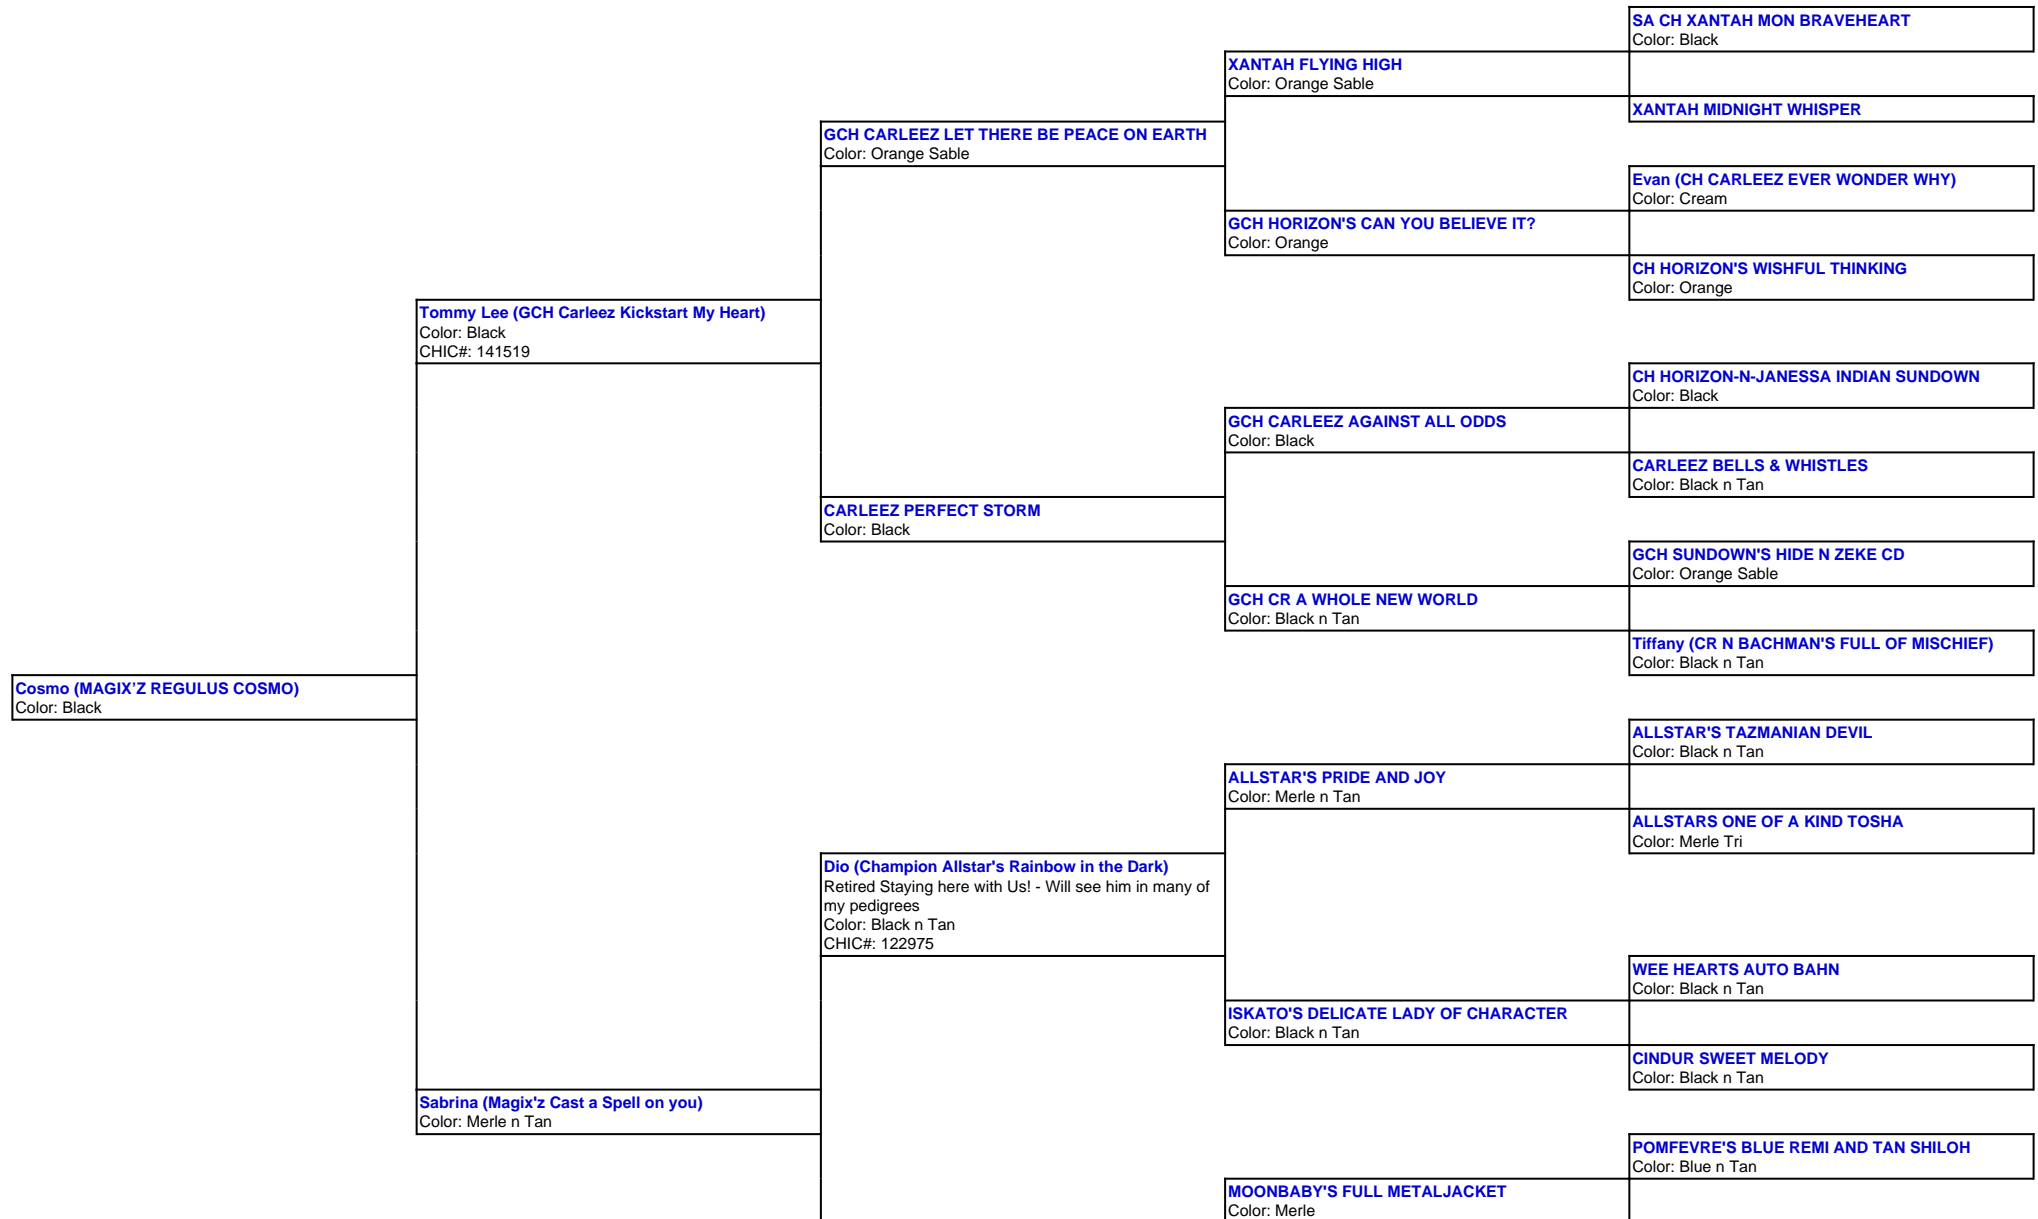 SA CH XANTAH MON BRAVEHEART
Color: Black
XANTAH FLYING HIGH
Color: Orange Sable
XANTAH MIDNIGHT WHISPER
GCH CARLEEZ LET THERE BE PEACE ON EARTH
Color: Orange Sable
Evan (CH CARLEEZ EVER WONDER WHY)
Color: Cream
GCH HORIZON'S CAN YOU BELIEVE IT?
Color: Orange
CH HORIZON'S WISHFUL THINKING
Color: Orange
Tommy Lee (GCH Carleez Kickstart My Heart)
Color: Black
CHIC#: 141519
CH HORIZON-N-JANESSA INDIAN SUNDOWN
Color: Black
GCH CARLEEZ AGAINST ALL ODDS
Color: Black
CARLEEZ BELLS & WHISTLES
Color: Black n Tan
CARLEEZ PERFECT STORM
Color: Black
GCH SUNDOWN'S HIDE N ZEKE CD
Color: Orange Sable
GCH CR A WHOLE NEW WORLD
Color: Black n Tan
Tiffany (CR N BACHMAN'S FULL OF MISCHIEF)
Color: Black n Tan
Cosmo (MAGIX’Z REGULUS COSMO)
Color: Black
ALLSTAR'S TAZMANIAN DEVIL
Color: Black n Tan
ALLSTAR'S PRIDE AND JOY
Color: Merle n Tan
ALLSTARS ONE OF A KIND TOSHA
Color: Merle Tri
Dio (Champion Allstar's Rainbow in the Dark)
Retired Staying here with Us! - Will see him in many of
my pedigrees
Color: Black n Tan
CHIC#: 122975
WEE HEARTS AUTO BAHN
Color: Black n Tan
ISKATO'S DELICATE LADY OF CHARACTER
Color: Black n Tan
CINDUR SWEET MELODY
Color: Black n Tan
Sabrina (Magix'z Cast a Spell on you)
Color: Merle n Tan
POMFEVRE'S BLUE REMI AND TAN SHILOH
Color: Blue n Tan
MOONBABY'S FULL METALJACKET
Color: Merle